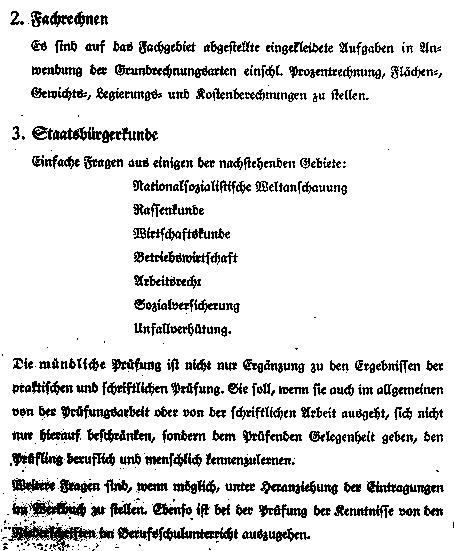 2. Fachrechnen
Es sind auf das Fachgebiet abgestellte eingekleidete Aufgaben in An-
wendung der Grundrechnungsarten einschl. Prozentrechnung, Flächen-,
Gewichts-, Legierungs- und Kostenberechnungen zu stellen.
3. Staatsbürgerkunde
Einfache Fragen aus einigen der nachstehenden Gebiete:
Nationalsozialistische Weltanschauung
Rassenkunde
Wirtschaftskunde
Betriebswirtschaft
Arbeitsrecht
Sozialversicherung
Unfallverhütung.
Die mündliche Prüfung ist nicht nur Ergänzung zu den Ergebnissen der
praktischen und schriftlichen Prüfung. Sie soll, wenn sie auch im allgemeinen
von der Prüfungsarbeit oder von der schriftlichen Arbeit ausgeht, sich nicht
nur hierauf beschränken, sondern dem Prüfenden Gelegenheit geben, den
Prüfling beruflich und menschlich kennenzulernen.
Weitere Fragen sind, wenn möglich, unter Heranziehung der Eintragungen
im Werkbuch zu stellen. Ebenso ist bei der Prüfung der Kenntnisse von den
im Berufsschulunterricht auszugehen.